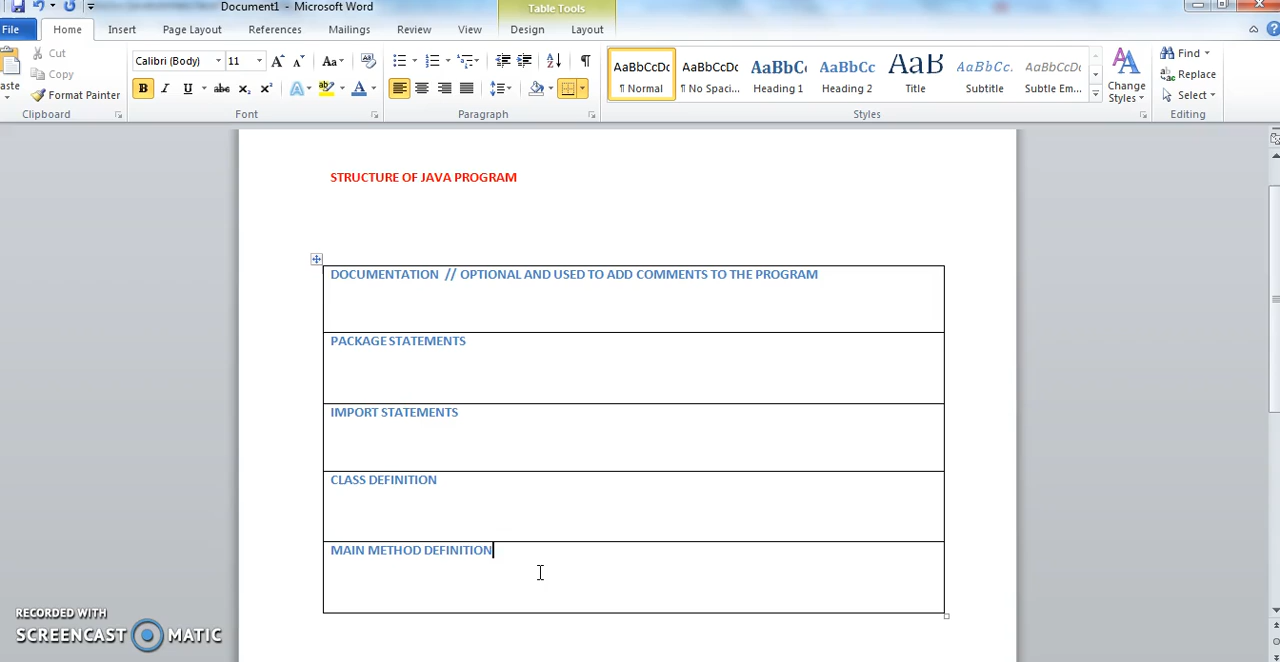 Document1 - Microsoft Word
Table Tools
File Home Insert Page Layout References Mailings Review View Design Layout
Cut
Copy
Format Painter
Clipboard
Calibri (Body) 11
Font
Paragraph
AaBbCcDc AaBbCcDc AaBbC AaBbCc AaB AaBbCc. AaBbCcDc
¶ Normal ¶ No Spaci... Heading 1 Heading 2 Title Subtitle Subtle Em...
Styles
Change
Styles
Find
Replace
Select
Editing
STRUCTURE OF JAVA PROGRAM
DOCUMENTATION // OPTIONAL AND USED TO ADD COMMENTS TO THE PROGRAM
PACKAGE STATEMENTS
IMPORT STATEMENTS
CLASS DEFINITION
MAIN METHOD DEFINITION
RECORDED WITH
SCREENCAST MATIC